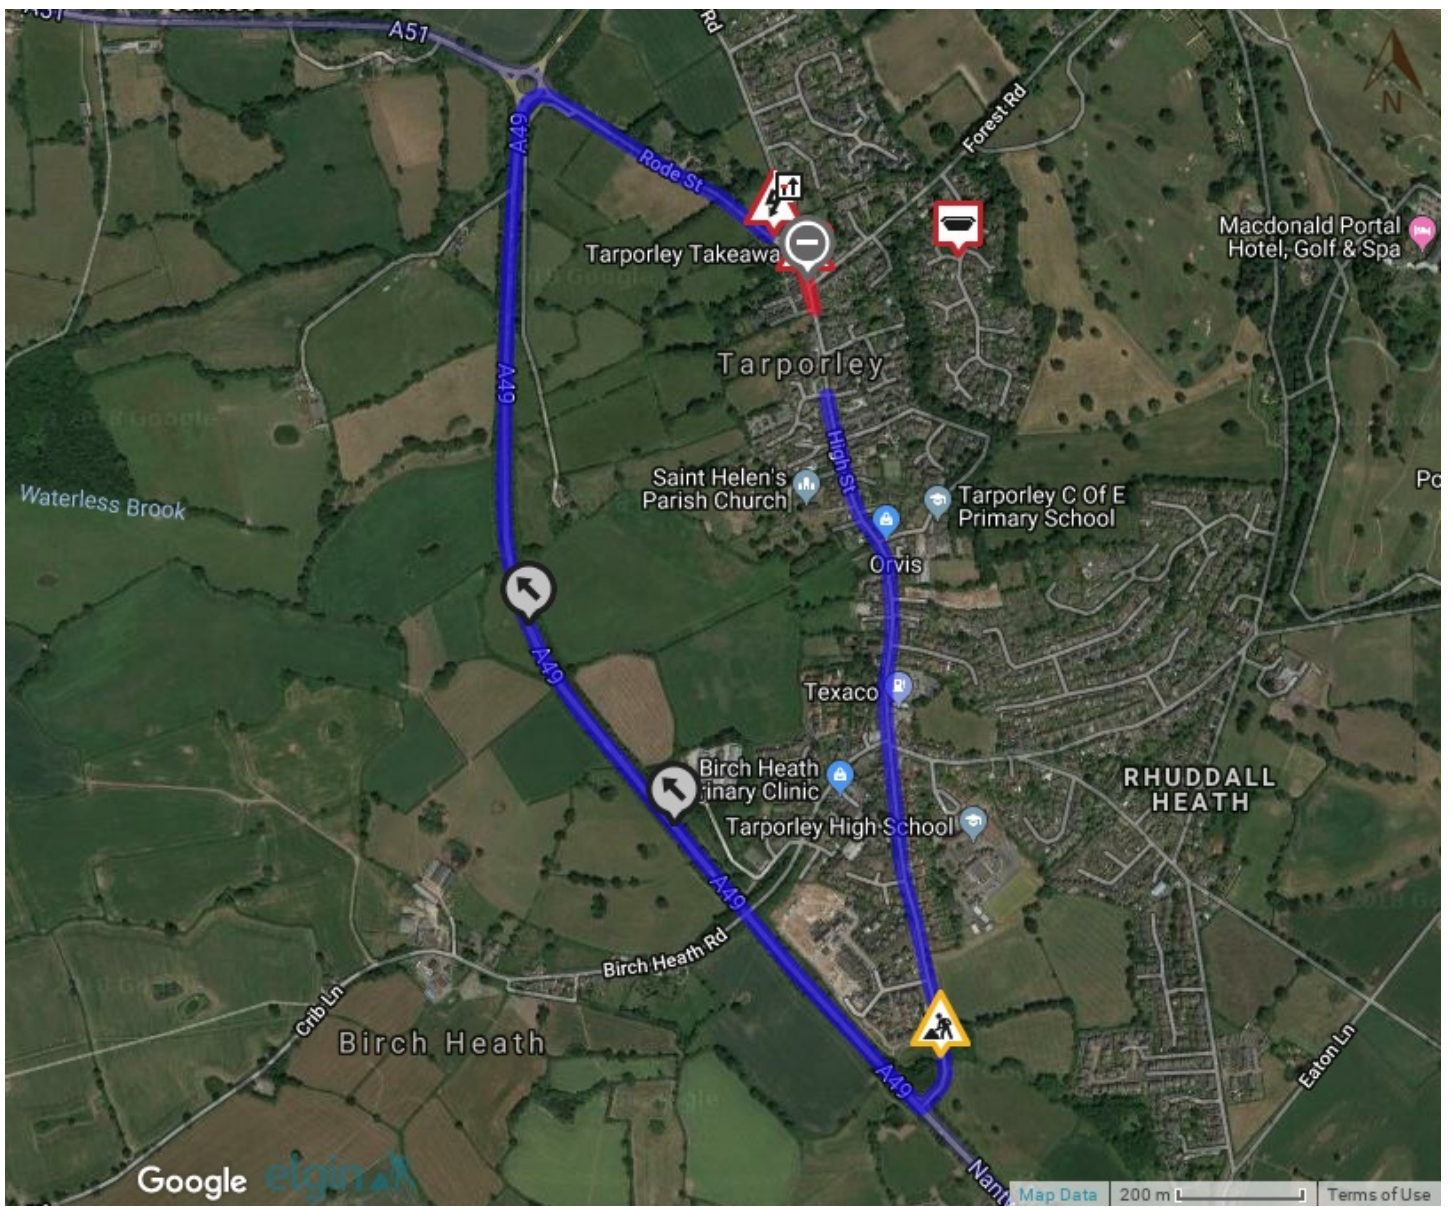 A51
A51
Rd
A49
Rode St
Forest Rd
N
Macdonald Portal
Hotel, Golf & Spa
Tarporley Takeawa
Tarporley
A49
High St
Waterless Brook
Saint Helen's
Parish Church
Tarporley C Of E
Primary School
Po
Orvis
A49
Texaco
Birch Heath
rinary Clinic
RHUDDALL
HEATH
Tarporley High School
A49
Birch Heath Rd
Crib Ln
Birch Heath
Eaton Ln
A49
Google elgin
Nant
Map Data 200 m Terms of Use